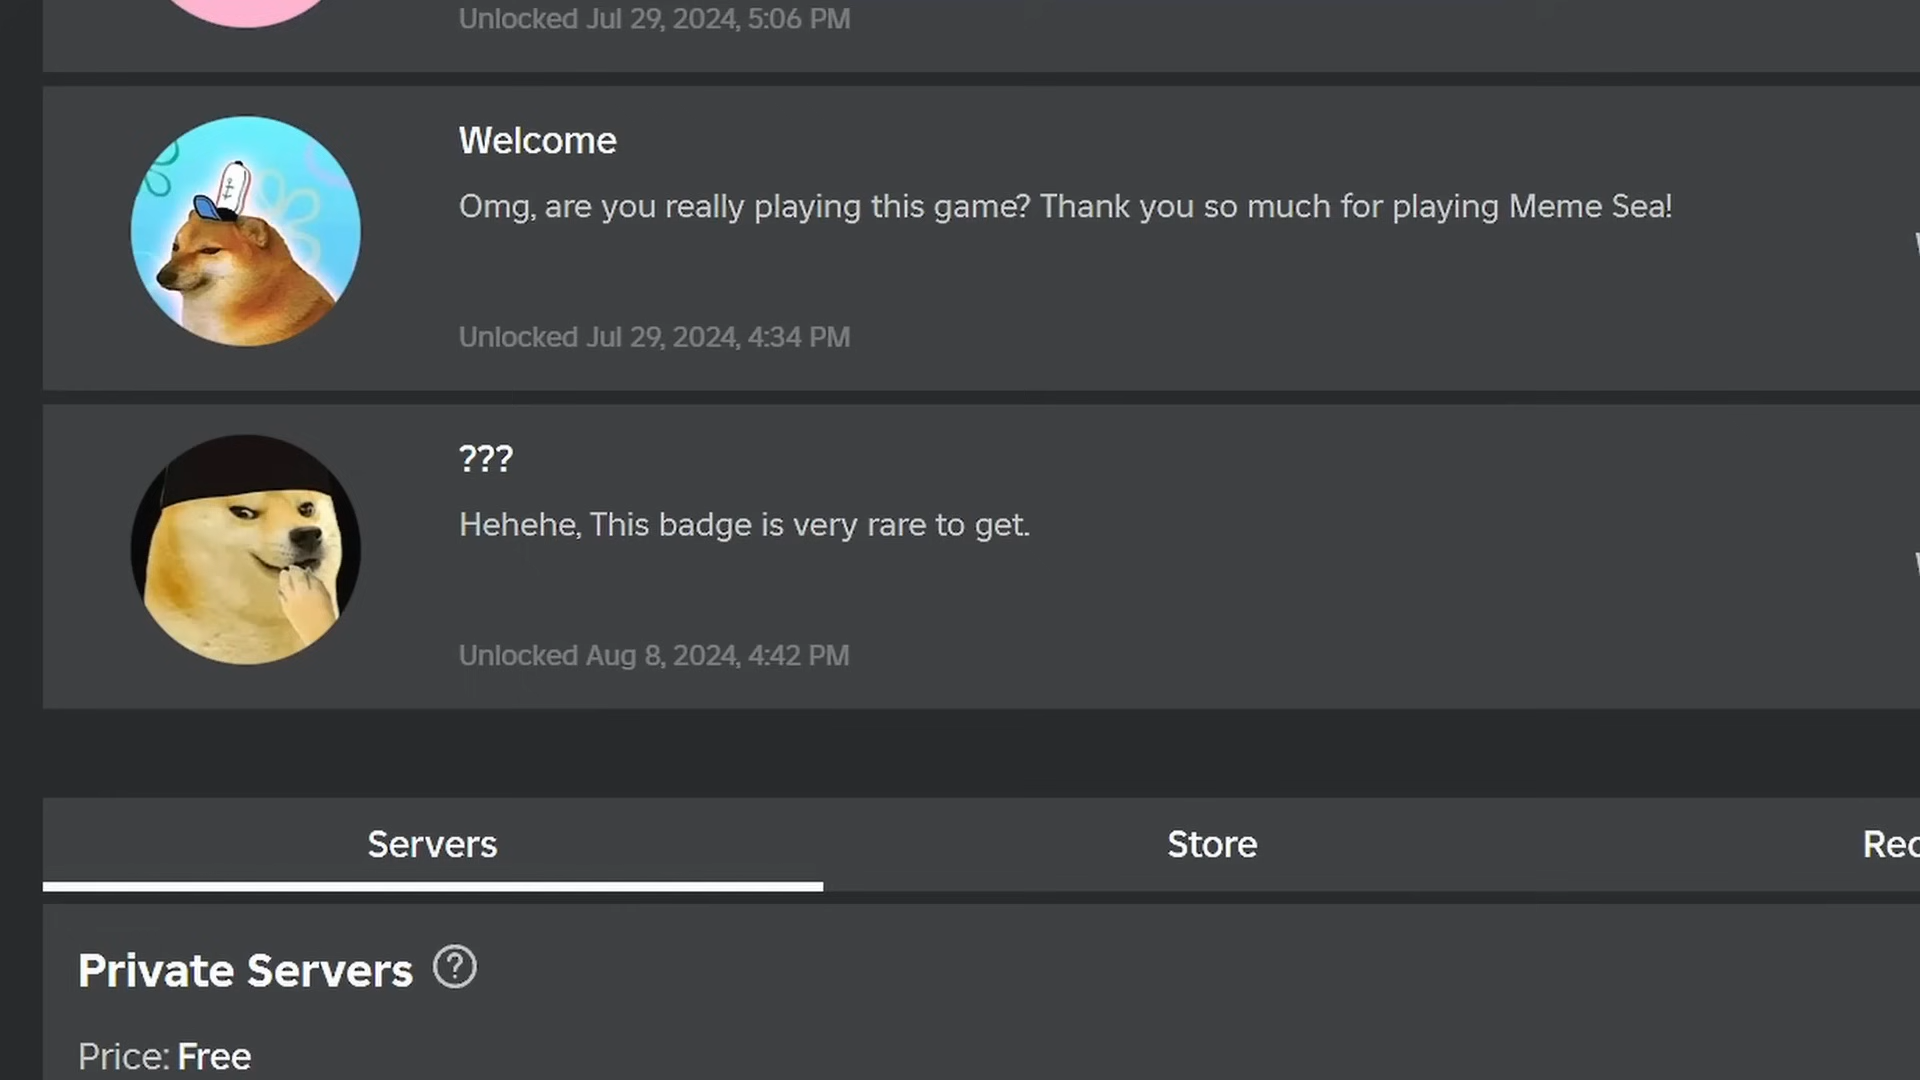 Unlocked Jul 29, 2024, 5:06 PM
Welcome
Omg, are you really playing this game? Thank you so much for playing Meme Sea!
Unlocked Jul 29, 2024, 4:34 PM
???
Hehehe, This badge is very rare to get.
Unlocked Aug 8, 2024, 4:42 PM
Servers
Store
Private Servers
Price: Free